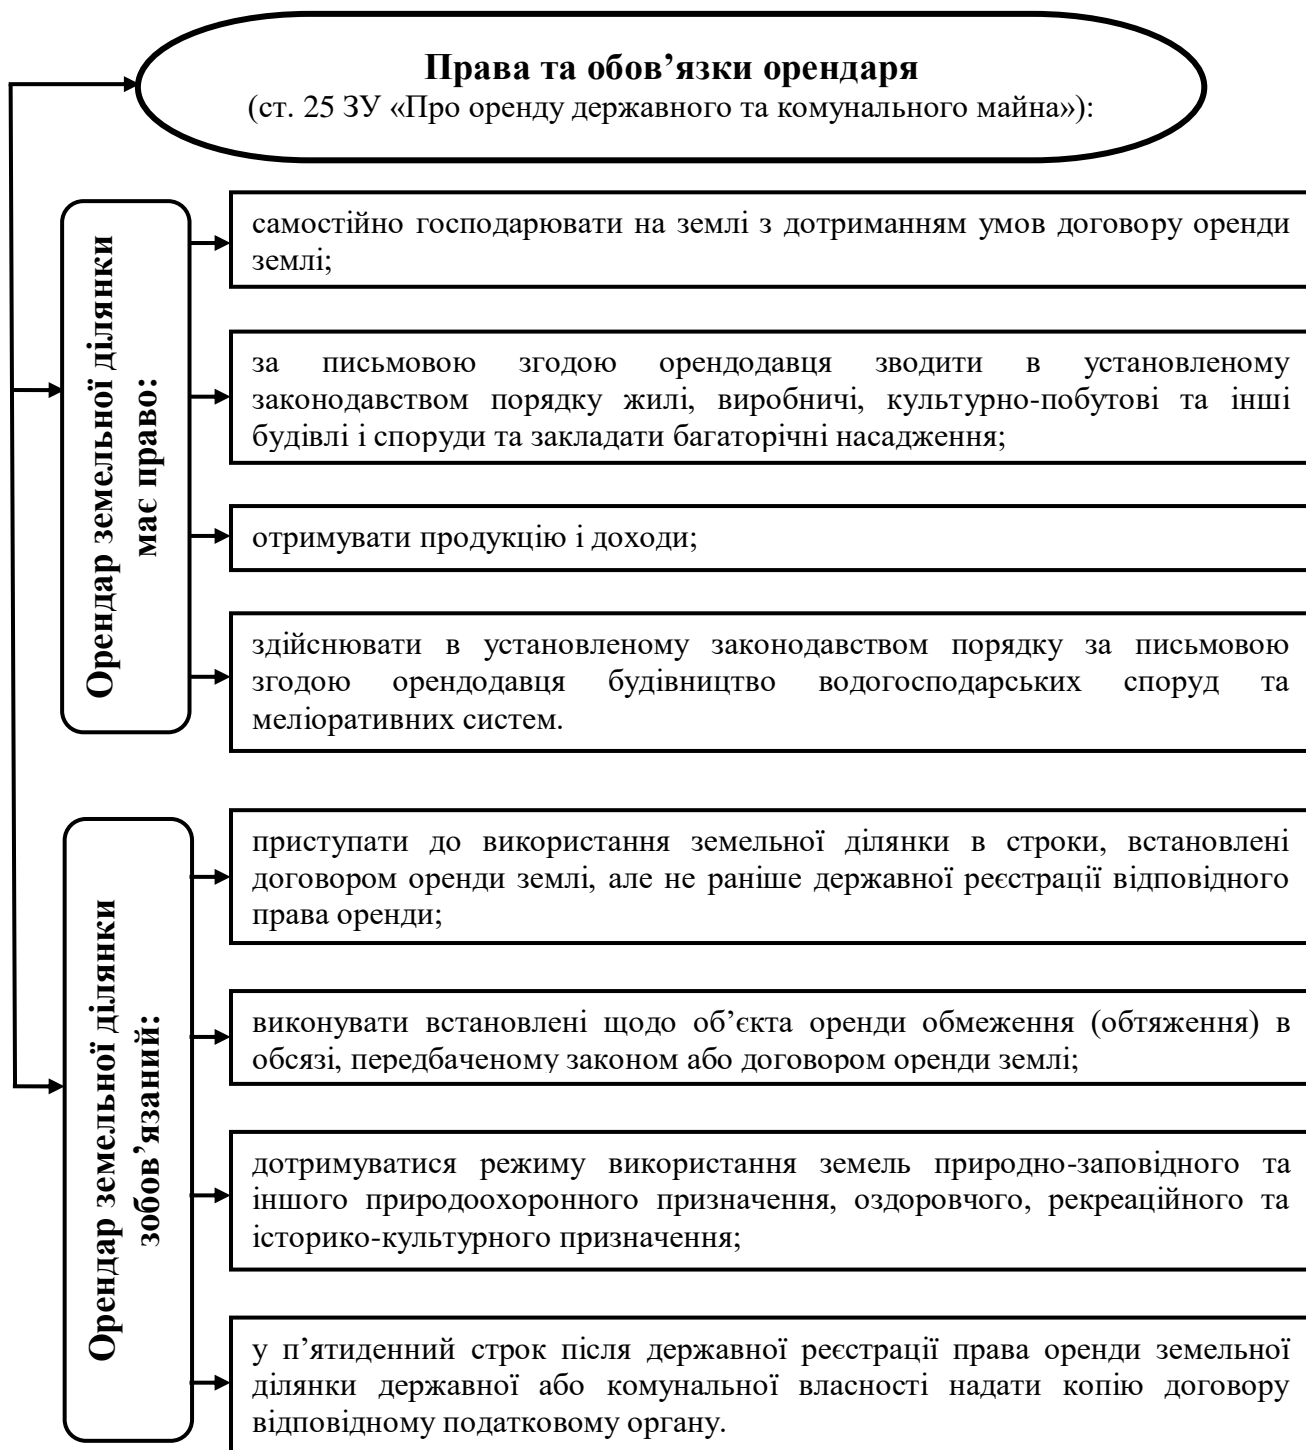 Права та обов’язки орендаря
(ст. 25 ЗУ «Про оренду державного та комунального майна»):
Орендар земельної ділянки
має право:
самостійно господарювати на землі з дотриманням умов договору оренди
землі;
за письмовою згодою орендодавця зводити в установленому
законодавством порядку жилі, виробничі, культурно-побутові та інші
будівлі і споруди та закладати багаторічні насадження;
отримувати продукцію і доходи;
здійснювати в установленому законодавством порядку за письмовою
згодою орендодавця будівництво водогосподарських споруд та
меліоративних систем.
Орендар земельної ділянки
зобов’язаний:
приступати до використання земельної ділянки в строки, встановлені
договором оренди землі, але не раніше державної реєстрації відповідного
права оренди;
виконувати встановлені щодо об’єкта оренди обмеження (обтяження) в
обсязі, передбаченому законом або договором оренди землі;
дотримуватися режиму використання земель природно-заповідного та
іншого природоохоронного призначення, оздоровчого, рекреаційного та
історико-культурного призначення;
у п’ятиденний строк після державної реєстрації права оренди земельної
ділянки державної або комунальної власності надати копію договору
відповідному податковому органу.